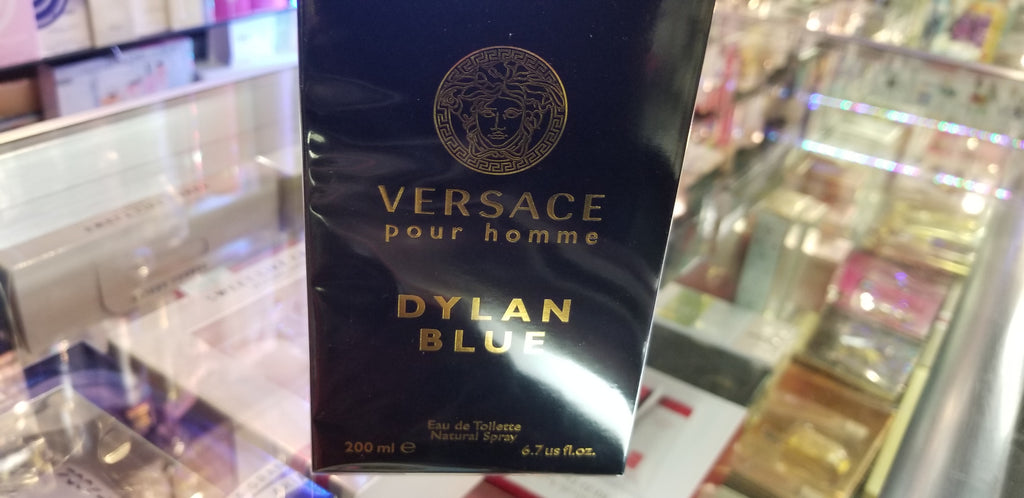 VERSACE
pour homme
DYLAN
BLUE
Eau de Toilette
Natural Spray
200 ml e 6.7 us fl.oz.